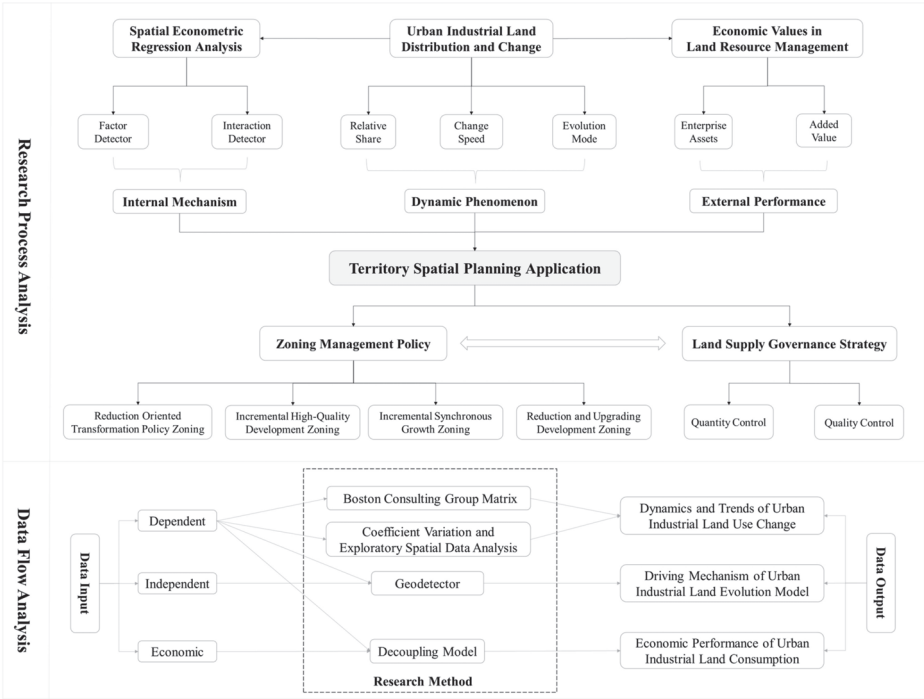 Research Process Analysis
Spatial Econometric
Regression Analysis
Urban Industrial Land
Distribution and Change
Economic Values in
Land Resource Management
Factor
Detector
Interaction
Detector
Relative
Share
Change
Speed
Evolution
Mode
Enterprise
Assets
Added
Value
Internal Mechanism
Dynamic Phenomenon
External Performance
Territory Spatial Planning Application
Zoning Management Policy
Land Supply Governance Strategy
Reduction Oriented
Transformation Policy Zoning
Incremental High-Quality
Development Zoning
Incremental Synchronous
Growth Zoning
Reduction and Upgrading
Development Zoning
Quantity Control
Quality Control
Data Flow Analysis
Data Input
Dependent
Independent
Economic
Boston Consulting Group Matrix
Coefficient Variation and
Exploratory Spatial Data Analysis
Geodetector
Decoupling Model
Research Method
Dynamics and Trends of Urban
Industrial Land Use Change
Driving Mechanism of Urban
Industrial Land Evolution Model
Economic Performance of Urban
Industrial Land Consumption
Data Output